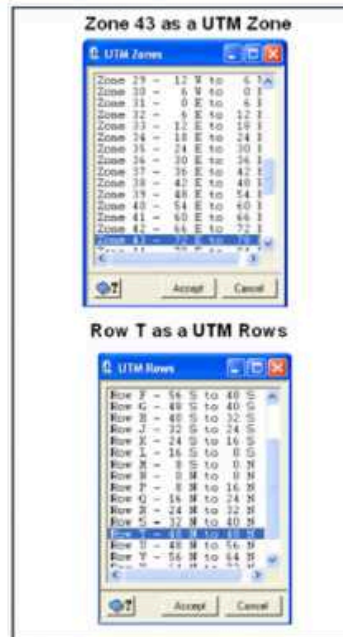 Zone 43 as a UTM Zone
UTM Zones
Zone 29 - 12 W to 6
Zone 30 - 6 W to 0
Zone 31 - 0 E to 6
Zone 32 - 6 E to 12
Zone 33 - 12 E to 18
Zone 34 - 18 E to 24
Zone 35 - 24 E to 30
Zone 36 - 30 E to 36
Zone 37 - 36 E to 42
Zone 38 - 42 E to 48
Zone 39 - 48 E to 54
Zone 40 - 54 E to 60
Zone 41 - 60 E to 66
Zone 42 - 66 E to 72
Zone 43 - 72 E to 78
Accept Cancel
Row T as a UTM Rows
UTM Rows
Row F - 56 S to 48 S
Row G - 48 S to 40 S
Row H - 40 S to 32 S
Row J - 32 S to 24 S
Row K - 24 S to 16 S
Row L - 16 S to 8 S
Row M - 8 S to 0 N
Row N - 0 N to 8 N
Row P - 8 N to 16 N
Row Q - 16 N to 24 N
Row R - 24 N to 32 N
Row S - 32 N to 40 N
Row T - 40 N to 48 N
Row U - 48 N to 56 N
Row V - 56 N to 64 N
Accept Cancel